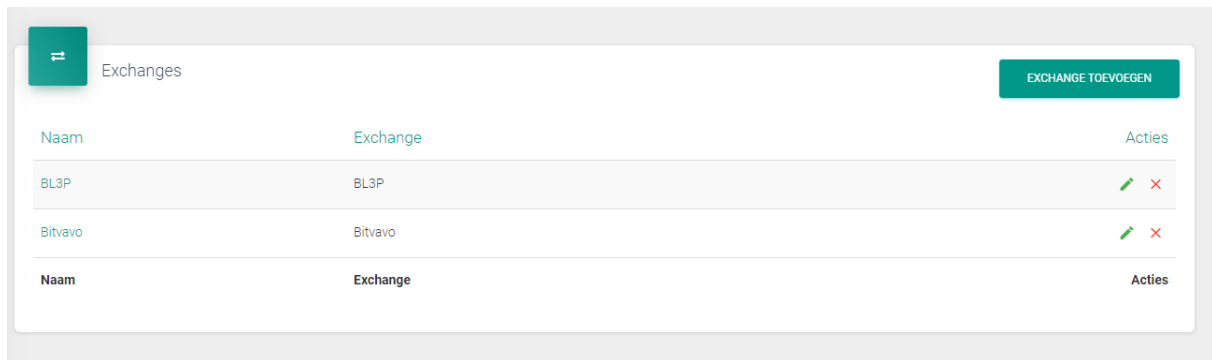 Exchanges
EXCHANGE TOEVOEGEN
Naam Exchange Acties
BL3P BL3P
Bitvavo Bitvavo
Naam Exchange Acties